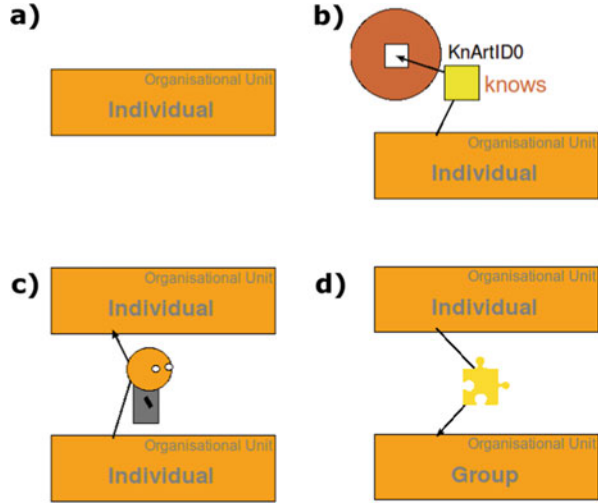 a)
Organisational Unit
Individual
b)
KnArtID0
knows
Organisational Unit
Individual
c)
Organisational Unit
Individual
Organisational Unit
Individual
d)
Organisational Unit
Individual
Organisational Unit
Group